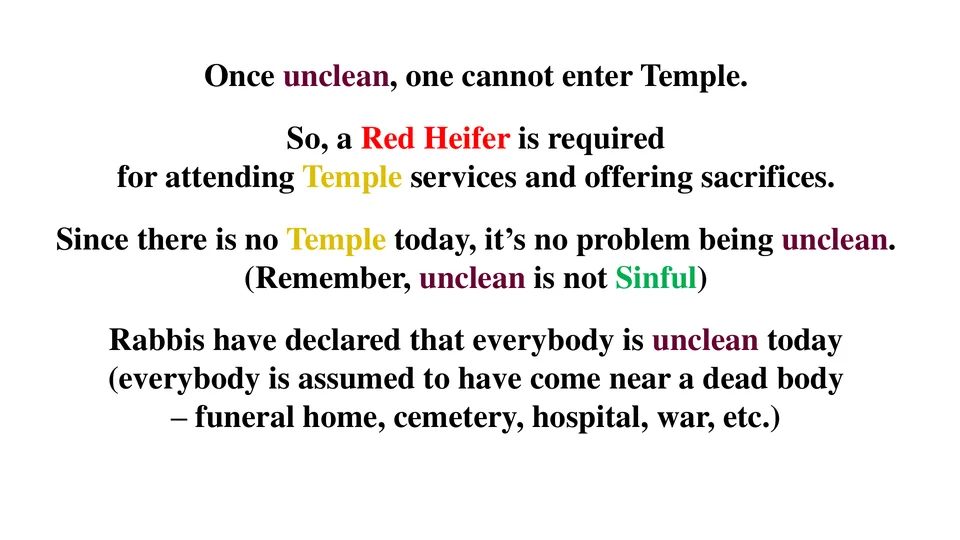 Once unclean, one cannot enter Temple.
So, a Red Heifer is required
for attending Temple services and offering sacrifices.
Since there is no Temple today, it’s no problem being unclean.
(Remember, unclean is not Sinful)
Rabbis have declared that everybody is unclean today
(everybody is assumed to have come near a dead body
– funeral home, cemetery, hospital, war, etc.)